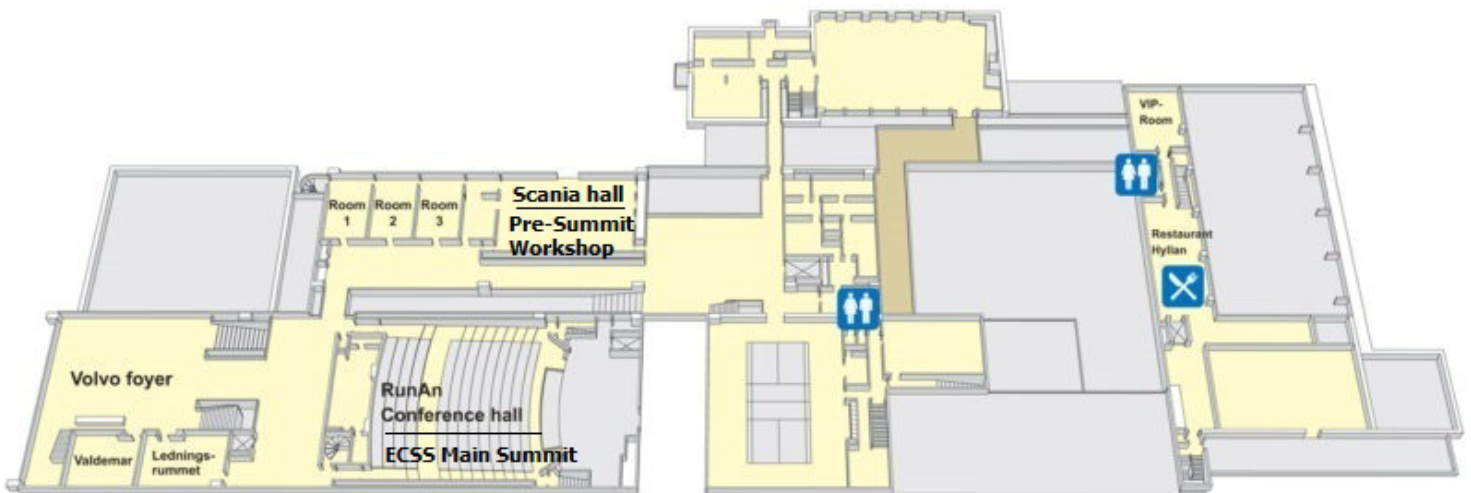 VIP-
Room
Scania hall
Pre-Summit
Workshop
Room
1
Room
2
Room
3
Restaurant
Hyllan
Volvo foyer
RunAn
Conference hall
ECSS Main Summit
Valdemar
Lednings-
rummet